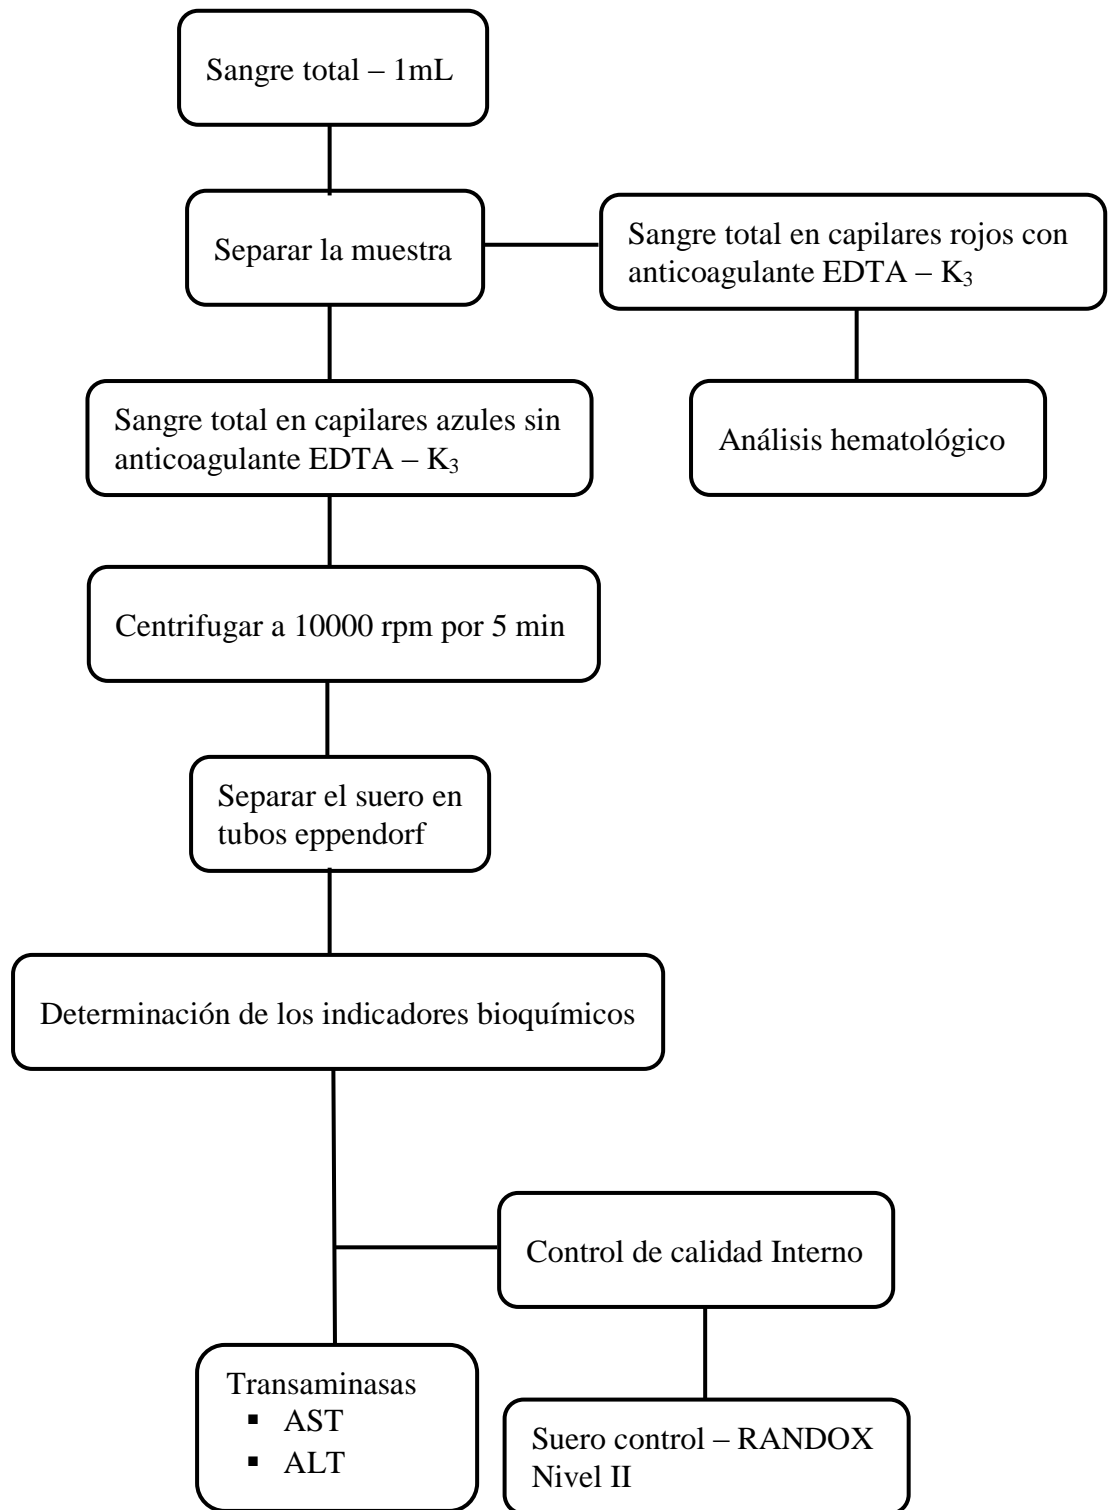 Sangre total – 1mL
Separar la muestra
Sangre total en capilares rojos con
anticoagulante EDTA – K₃
Sangre total en capilares azules sin
anticoagulante EDTA – K₃
Análisis hematológico
Centrifugar a 10000 rpm por 5 min
Separar el suero en
tubos eppendorf
Determinación de los indicadores bioquímicos
Control de calidad Interno
Transaminasas
▪ AST
▪ ALT
Suero control – RANDOX
Nivel II